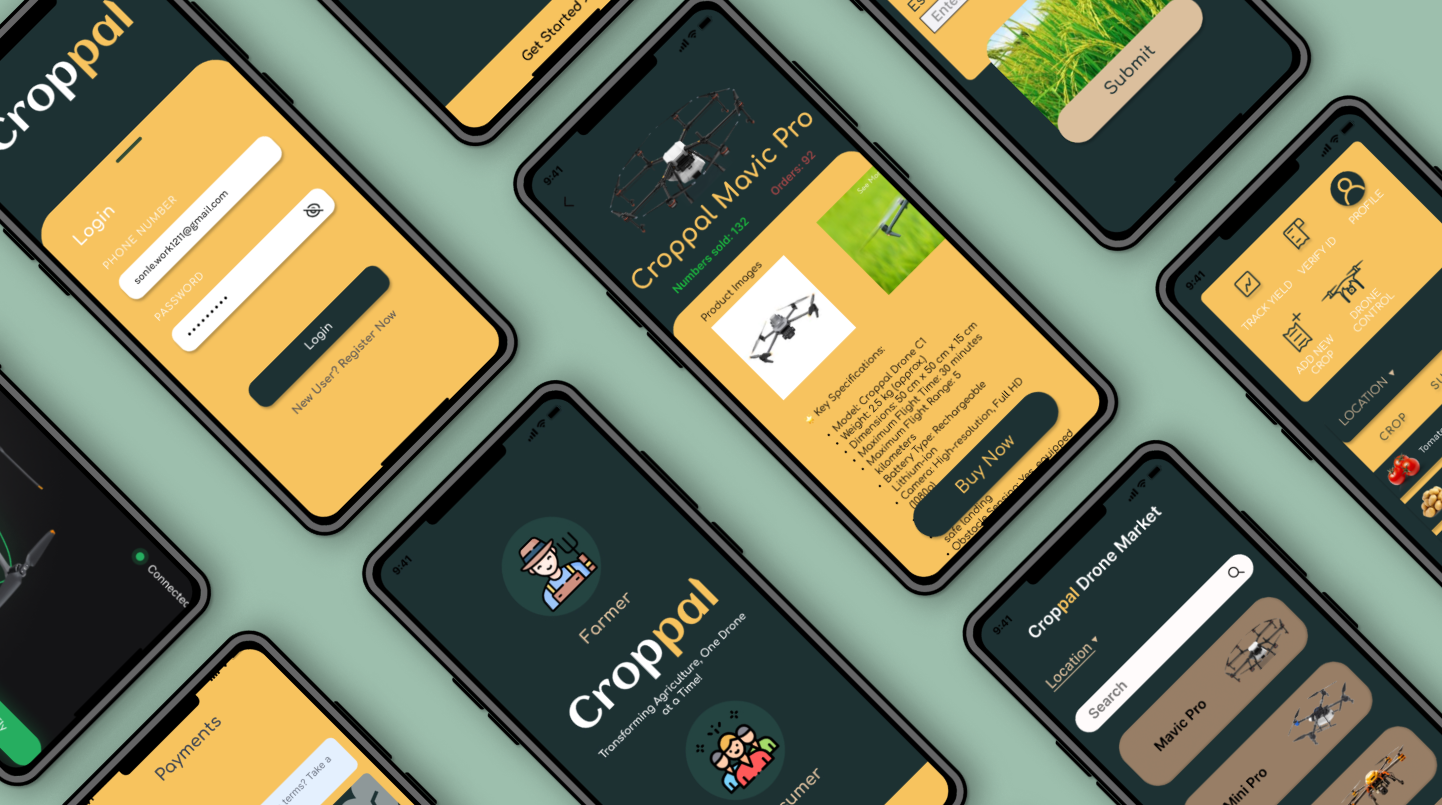 Croppal
Login
PHONE NUMBER
sonle.work1211@gmail.com
PASSWORD
Login
New User? Register Now
Get Started
9:41
Croppal Mavic Pro
Numbers sold: 132
Orders: 92
Product Images
Key Specifications:
• Model: Croppal Drone C1
• Weight: 2.5 kg (approx.)
• Dimensions: 50 cm x 50 cm x 15 cm
• Maximum Flight Time: 30 minutes
• Maximum Flight Range: 5
kilometers
• Battery Type: Rechargeable
Lithium-ion
• Camera: High-resolution, Full HD
(1080p)
safe landing
• Obstacle Sensing: Yes, equipped
Buy Now
Submit
9:41
PROFILE
VERIFY ID
TRACK YIELD
DRONE
CONTROL
ADD NEW
CROP
LOCATION
CROP
Connected
Payments
terms? Take a
9:41
Farmer
Croppal
Transforming Agriculture, One Drone
at a Time!
9:41
Croppal Drone Market
Location
Search
Mavic Pro
Mini Pro